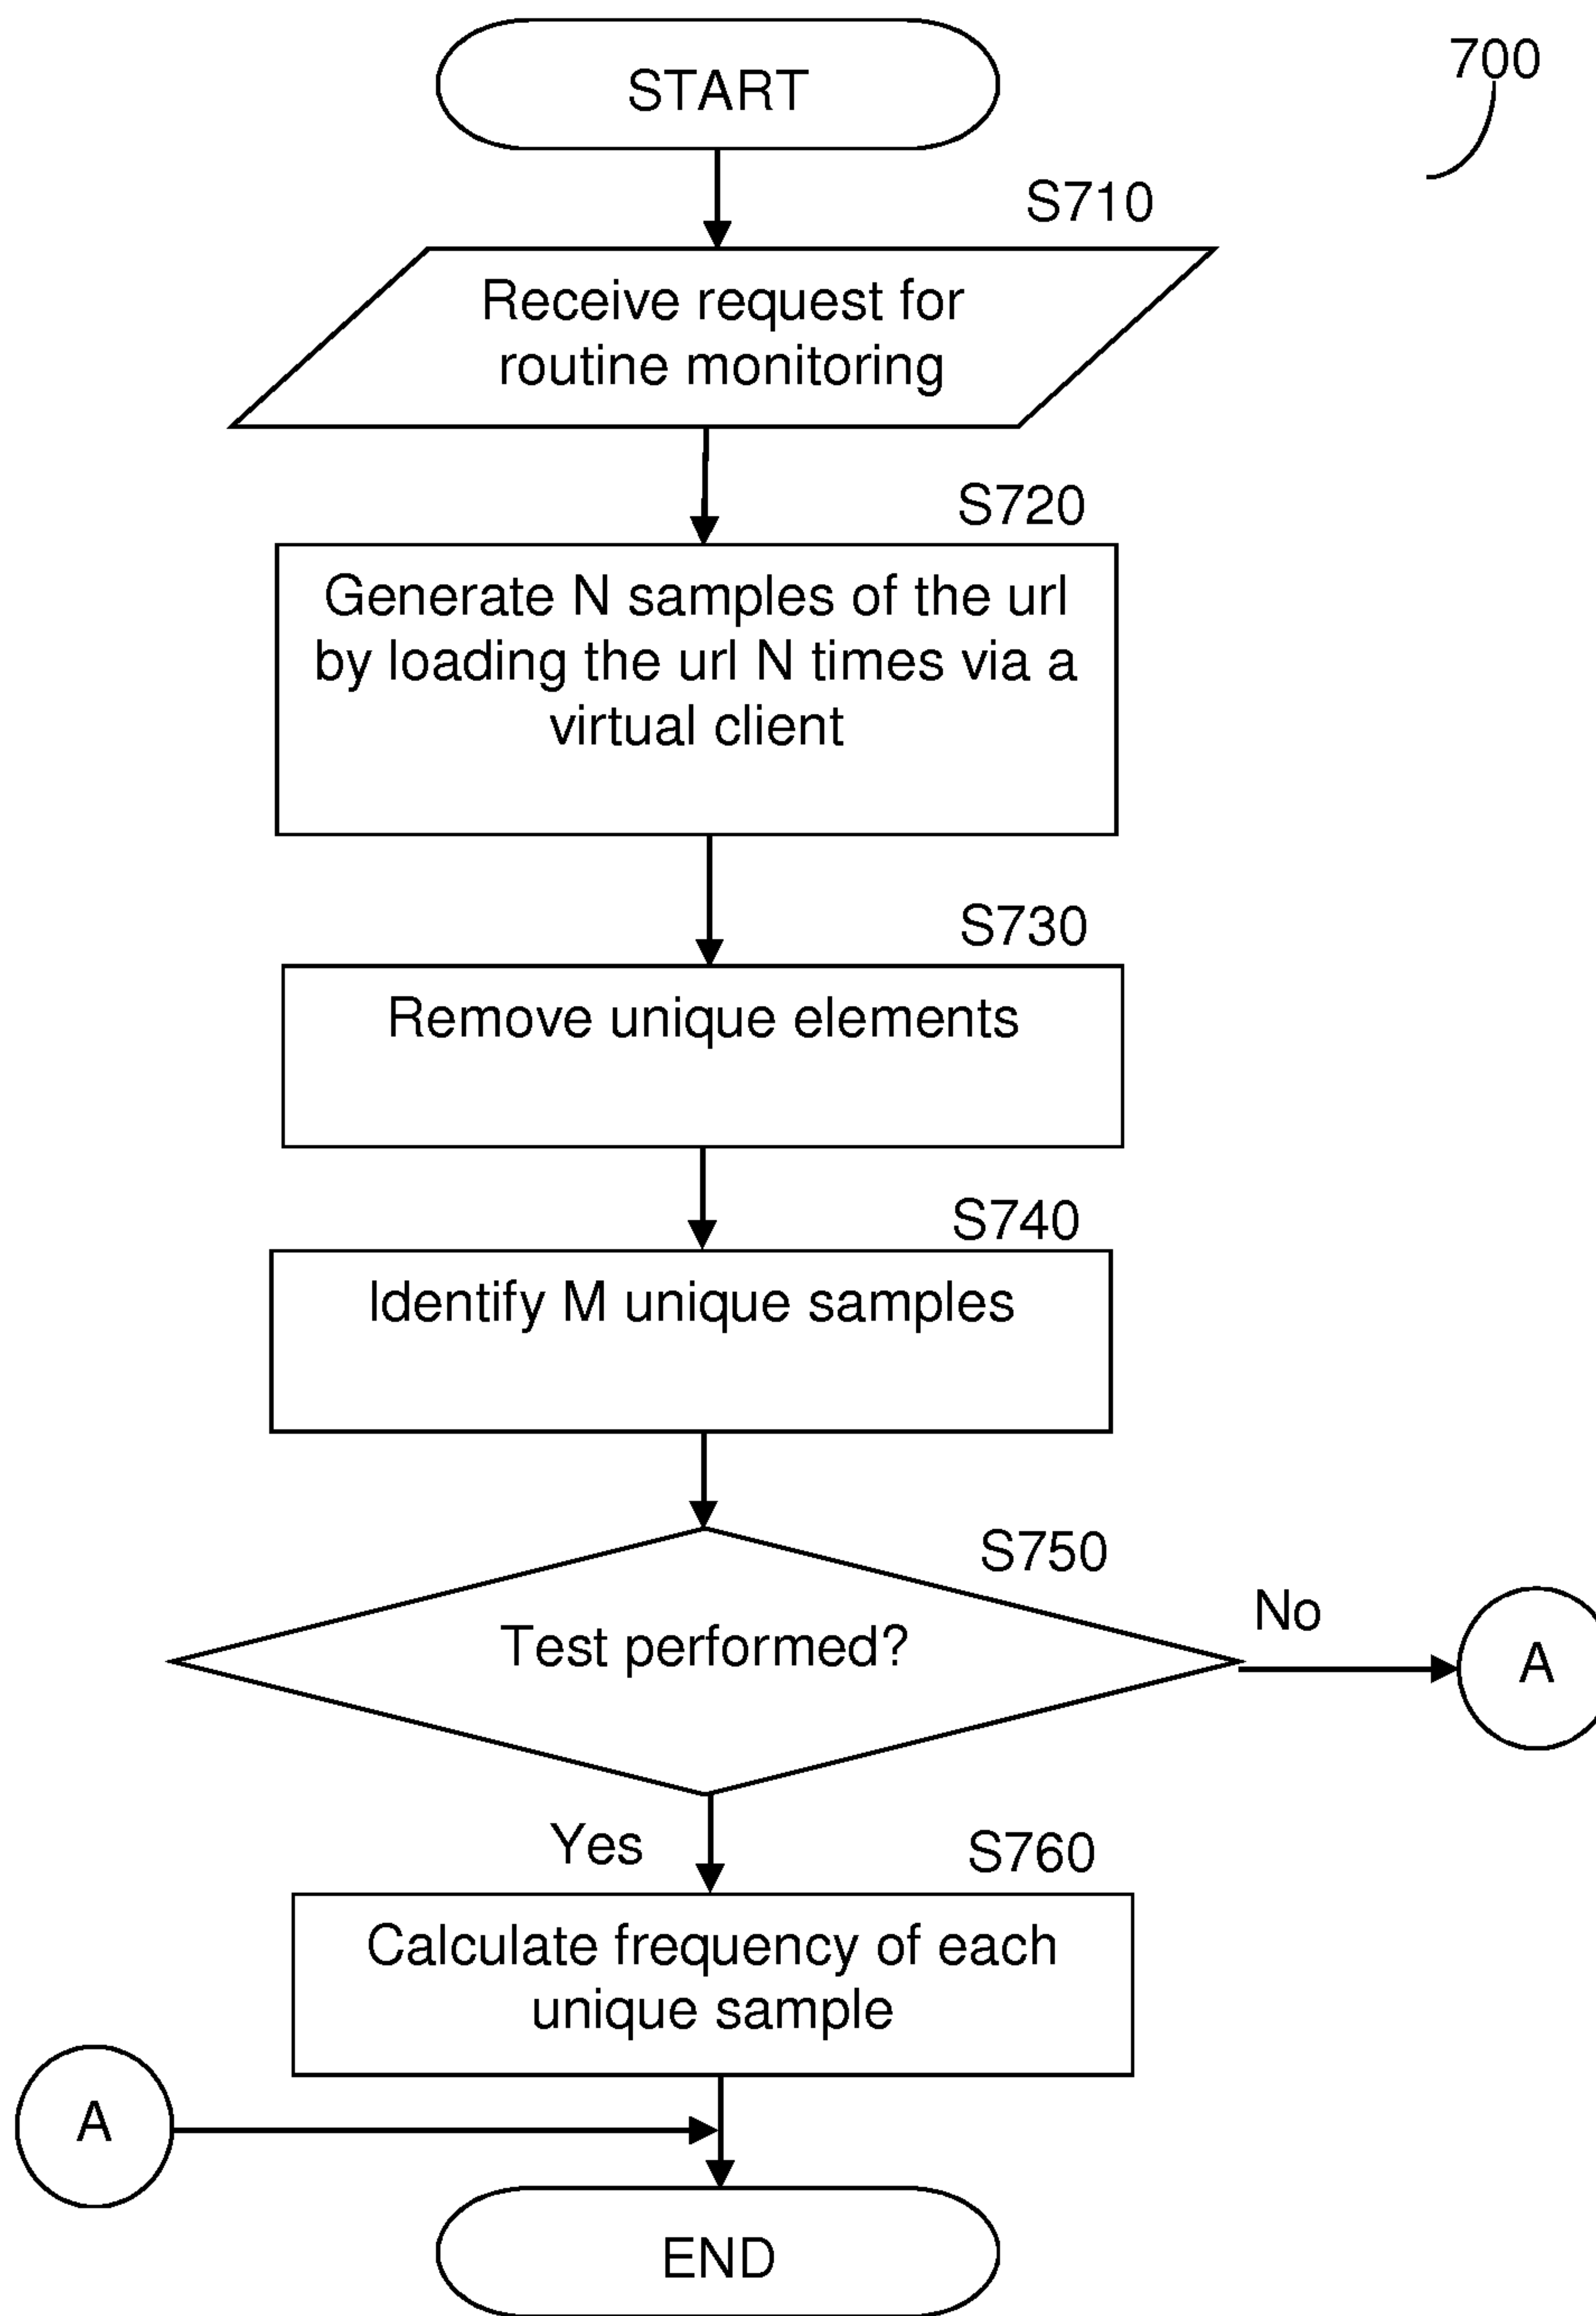 START
700
S710
Receive request for
routine monitoring
S720
Generate N samples of the url
by loading the url N times via a
virtual client
S730
Remove unique elements
S740
Identify M unique samples
S750
Test performed?
No
A
Yes
S760
Calculate frequency of each
unique sample
A
END